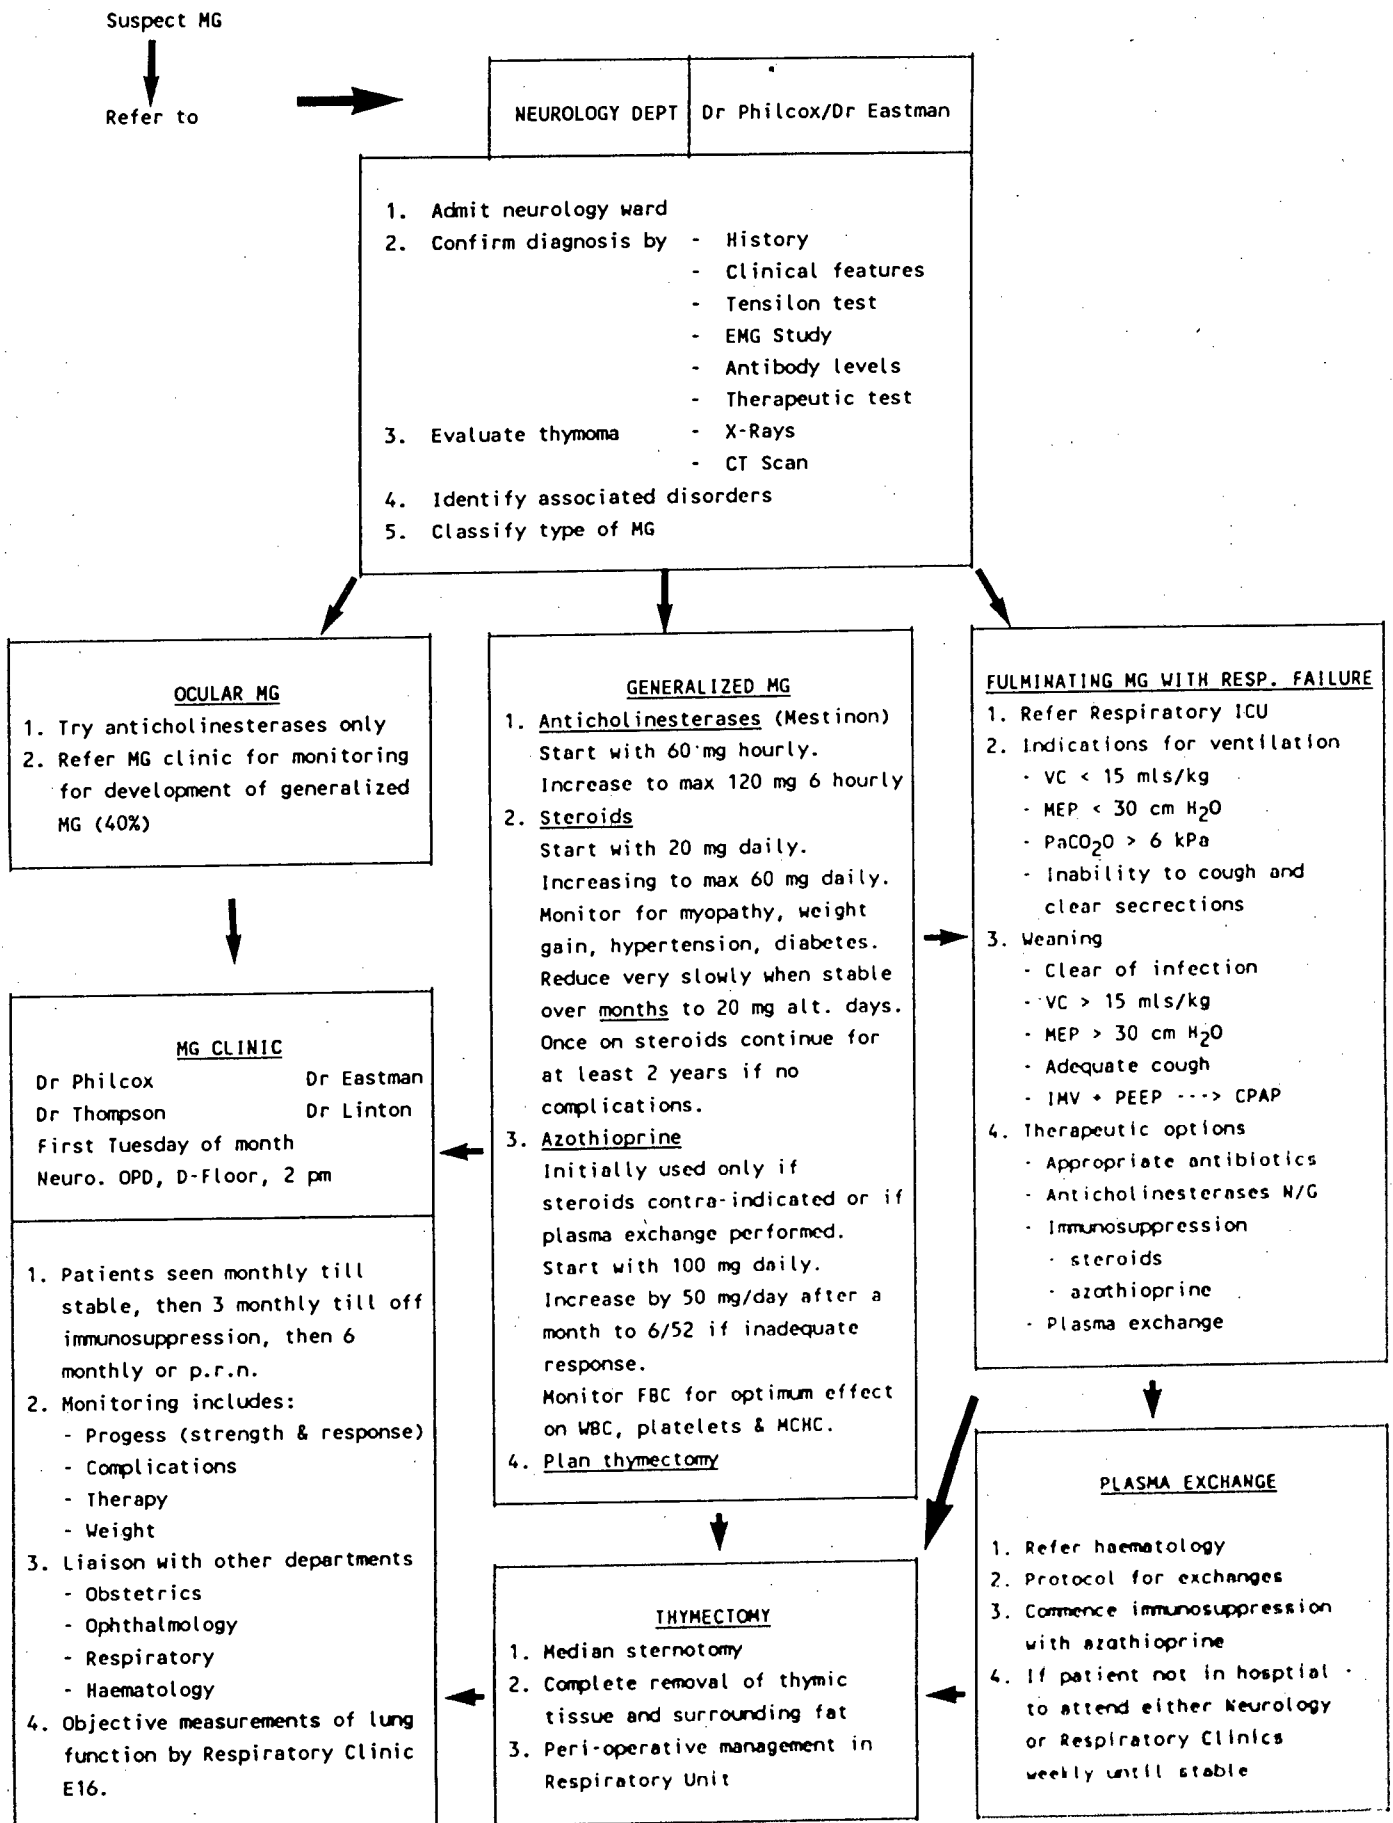 Suspect MG
Refer to
NEUROLOGY DEPT
Dr Philcox/Dr Eastman
1. Admit neurology ward
2. Confirm diagnosis by - History
- Clinical features
- Tensilon test
- EMG Study
- Antibody levels
- Therapeutic test
3. Evaluate thymoma - X-Rays
- CT Scan
4. Identify associated disorders
5. Classify type of MG
OCULAR MG
1. Try anticholinesterases only
2. Refer MG clinic for monitoring
for development of generalized
MG (40%)
MG CLINIC
Dr Philcox Dr Eastman
Dr Thompson Dr Linton
First Tuesday of month
Neuro. OPD, D-Floor, 2 pm
1. Patients seen monthly till
stable, then 3 monthly till off
immunosuppression, then 6
monthly or p.r.n.
2. Monitoring includes:
- Progess (strength & response)
- Complications
- Therapy
- Weight
3. Liaison with other departments
- Obstetrics
- Ophthalmology
- Respiratory
- Haematology
4. Objective measurements of lung
function by Respiratory Clinic
E16.
GENERALIZED MG
1. Anticholinesterases (Mestinon)
Start with 60 mg hourly.
Increase to max 120 mg 6 hourly
2. Steroids
Start with 20 mg daily.
Increasing to max 60 mg daily.
Monitor for myopathy, weight
gain, hypertension, diabetes.
Reduce very slowly when stable
over months to 20 mg alt. days.
Once on steroids continue for
at least 2 years if no
complications.
3. Azothioprine
Initially used only if
steroids contra-indicated or if
plasma exchange performed.
Start with 100 mg daily.
Increase by 50 mg/day after a
month to 6/52 if inadequate
response.
Monitor FBC for optimum effect
on WBC, platelets & MCHC.
4. Plan thymectomy
THYMECTOMY
1. Median sternotomy
2. Complete removal of thymic
tissue and surrounding fat
3. Peri-operative management in
Respiratory Unit
FULMINATING MG WITH RESP. FAILURE
1. Refer Respiratory ICU
2. Indications for ventilation
- VC < 15 mls/kg
- MEP < 30 cm H2O
- PaCO2O > 6 kPa
- Inability to cough and
clear secrections
3. Weaning
- Clear of infection
- VC > 15 mls/kg
- MEP > 30 cm H2O
- Adequate cough
- IMV + PEEP ---> CPAP
4. Therapeutic options
- Appropriate antibiotics
- Anticholinesterases N/G
- Immunosuppression
- steroids
- azathioprine
- Plasma exchange
PLASMA EXCHANGE
1. Refer haematology
2. Protocol for exchanges
3. Commence immunosuppression
with azathioprine
4. If patient not in hosptial -
to attend either Neurology
or Respiratory Clinics
weekly until stable